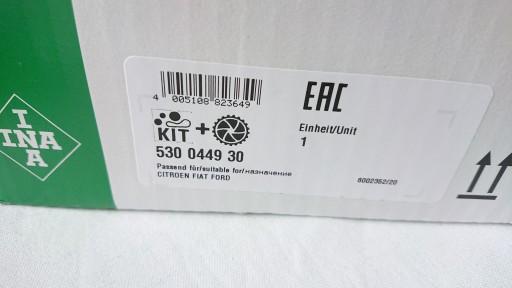 INA
INA
4 005108 823649
EAC
KIT +
Einheit/Unit
1
530 0449 30
Passend für/suitable for/назначение
CITROEN FIAT FORD
8002352/20